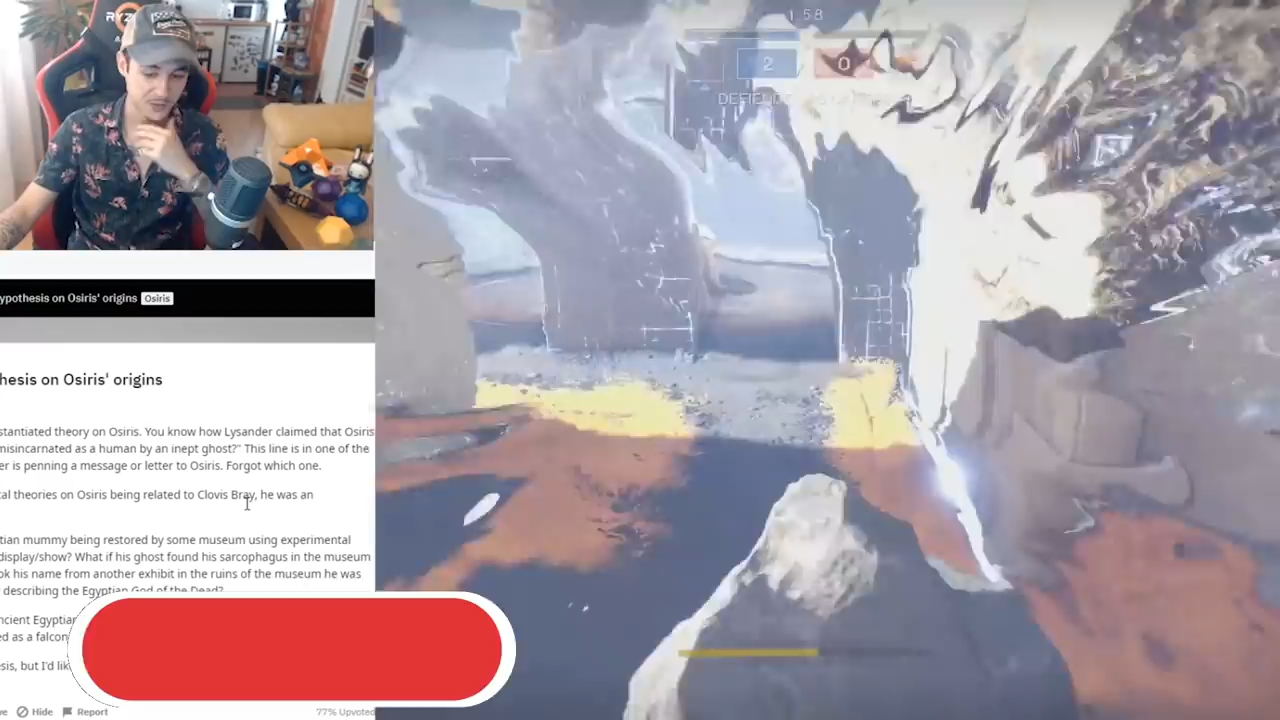 RYZ
1:58
2
0
ypothesis on Osiris' origins Osiris
hesis on Osiris' origins
stantiated theory on Osiris. You know how Lysander claimed that Osiris
misincarnated as a human by an inept ghost?" This line is in one of the
er is penning a message or letter to Osiris. Forgot which one.
cal theories on Osiris being related to Clovis Bray, he was an
tian mummy being restored by some museum using experimental
display/show? What if his ghost found his sarcophagus in the museum
ok his name from another exhibit in the ruins of the museum he was
describing the Egyptian God of the Dead?
ncient Egyptian
ed as a falcon
esis, but I'd lik
ve Hide Report 77% Upvoted